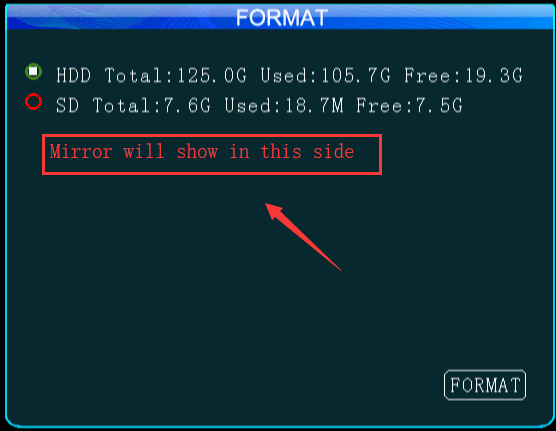 FORMAT
HDD Total:125.0G Used:105.7G Free:19.3G
SD Total:7.6G Used:18.7M Free:7.5G
Mirror will show in this side
FORMAT